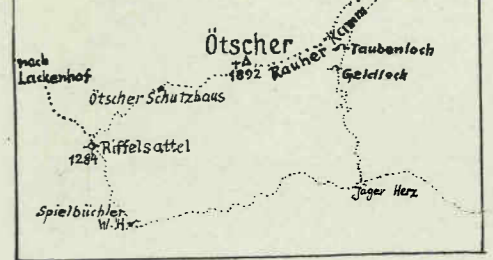 Ötscher
1892
Rauher Kamm
Taubenloch
Geldloch
nach
Lackenhof
Ötscher Schutzhaus
Riffelsattel
1284
Jäger Herz
Spielbüchler
W.H.